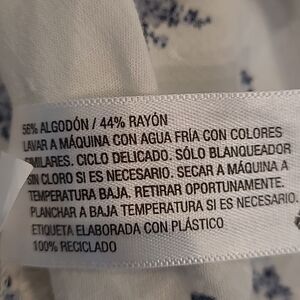 56% ALGODÓN / 44% RAYÓN
LAVAR A MÁQUINA CON AGUA FRÍA CON COLORES
SIMILARES. CICLO DELICADO. SÓLO BLANQUEADOR
SIN CLORO SI ES NECESARIO. SECAR A MÁQUINA A
TEMPERATURA BAJA. RETIRAR OPORTUNAMENTE.
PLANCHAR A BAJA TEMPERATURA SI ES NECESARIO.
ETIQUETA ELABORADA CON PLÁSTICO
100% RECICLADO